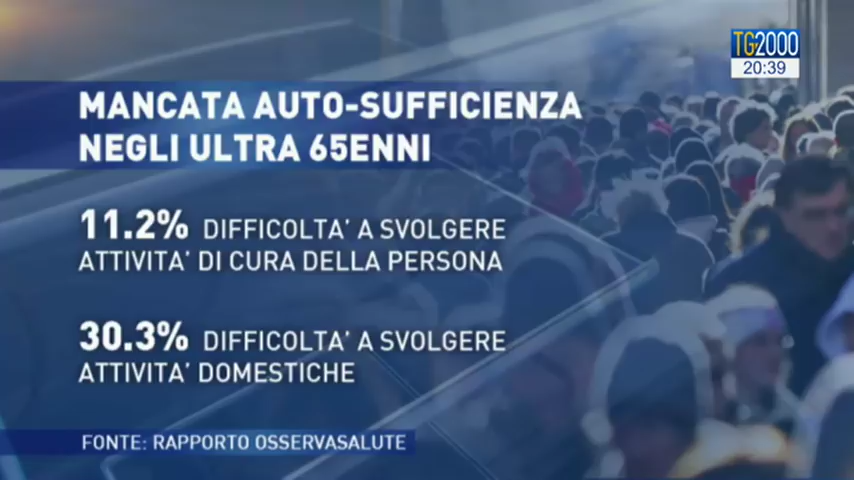 TG2000
20:39
MANCATA AUTO-SUFFICIENZA
NEGLI ULTRA 65ENNI
11.2% DIFFICOLTA' A SVOLGERE
ATTIVITA' DI CURA DELLA PERSONA
30.3% DIFFICOLTA' A SVOLGERE
ATTIVITA' DOMESTICHE
FONTE: RAPPORTO OSSERVASALUTE